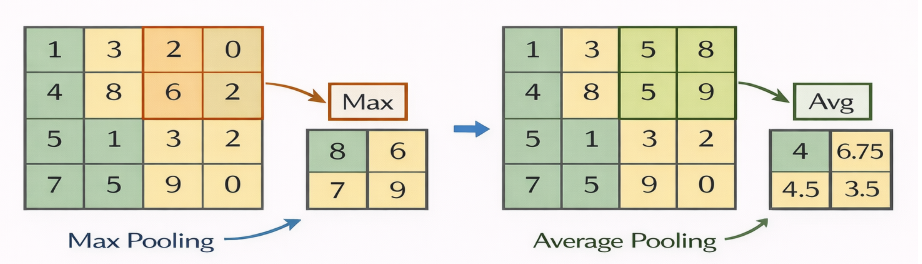 1 3 2 0
4 8 6 2
5 1 3 2
7 5 9 0
Max
8 6
7 9
Max Pooling
1 3 5 8
4 8 5 9
5 1 3 2
7 5 9 0
Avg
4 6.75
4.5 3.5
Average Pooling